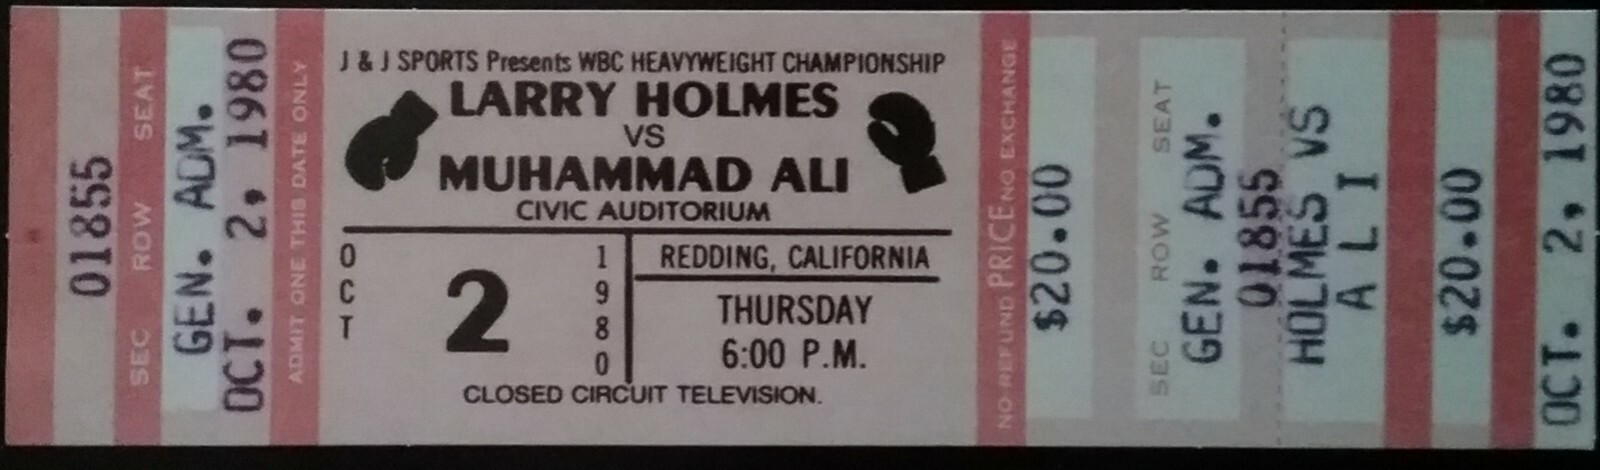 01855
SEC ROW SEAT
GEN. ADM.
OCT. 2, 1980
ADMIT ONE THIS DATE ONLY
J & J SPORTS Presents WBC HEAVYWEIGHT CHAMPIONSHIP
LARRY HOLMES
VS
MUHAMMAD ALI
CIVIC AUDITORIUM
OCT
2
1980
REDDING, CALIFORNIA
THURSDAY
6:00 P.M.
CLOSED CIRCUIT TELEVISION.
NO REFUND PRICE NO EXCHANGE
$20.00
SEC ROW SEAT
GEN. ADM.
01855
HOLMES VS
A L I
$20.00
OCT. 2, 1980